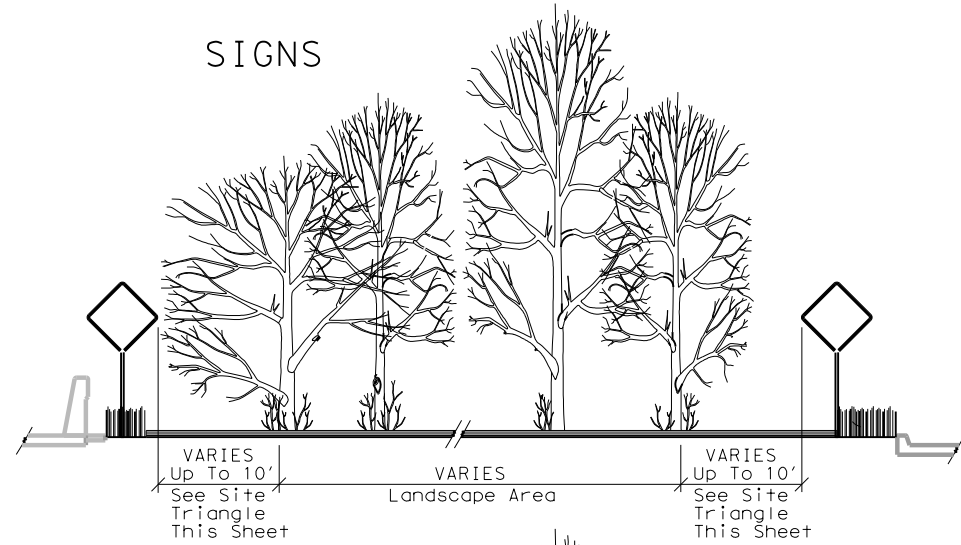 SIGNS
VARIES
Up To 10'
See Site
Triangle
This Sheet
VARIES
Landscape Area
VARIES
Up To 10'
See Site
Triangle
This Sheet